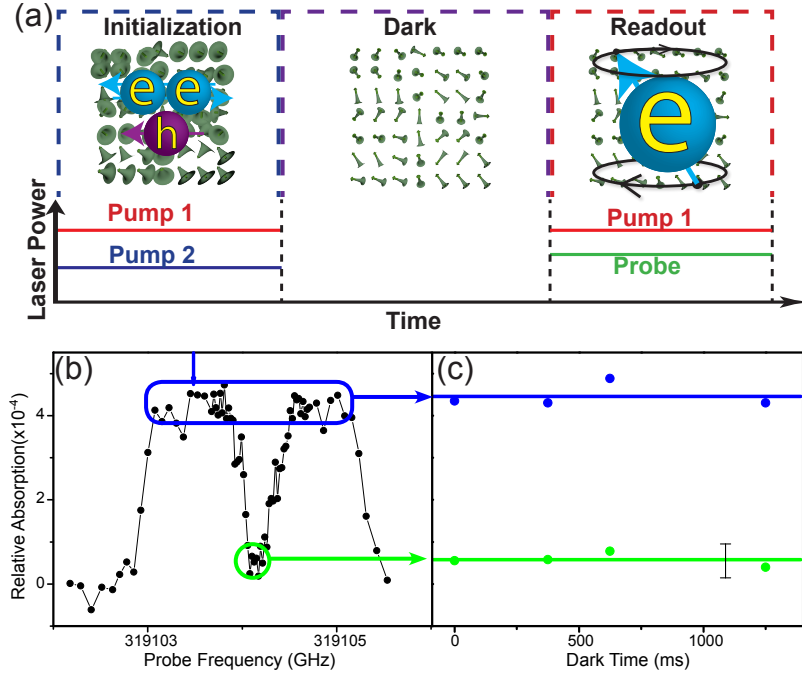 (a)
Initialization Dark Readout
e e
h
e
Laser Power
Pump 1 Pump 1
Pump 2 Probe
Time
(b) (c)
Relative Absorption(x10⁻⁴)
4
2
0
319103 319105 0 500 1000
Probe Frequency (GHz) Dark Time (ms)